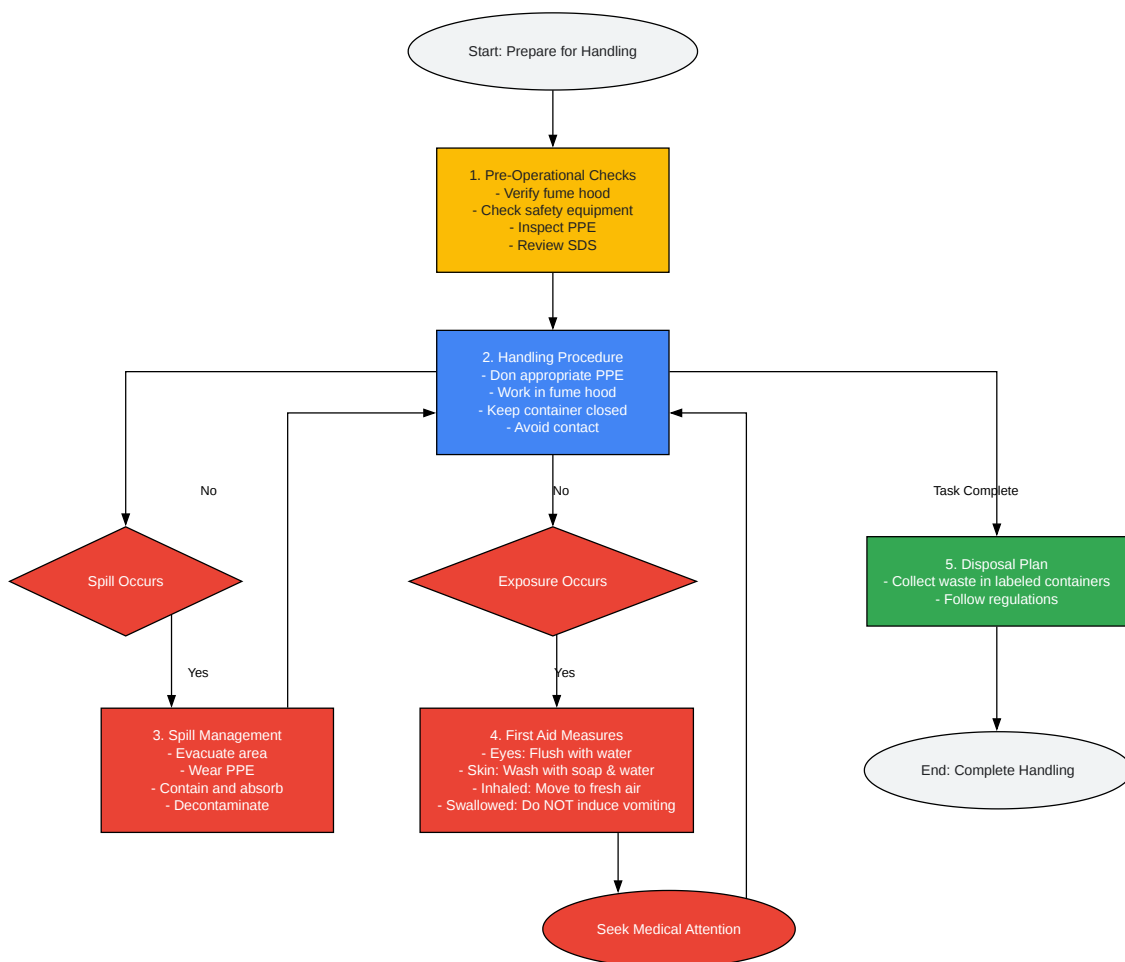 Start: Prepare for Handling
1. Pre-Operational Checks
- Verify fume hood
- Check safety equipment
- Inspect PPE
- Review SDS
2. Handling Procedure
- Don appropriate PPE
- Work in fume hood
- Keep container closed
- Avoid contact
No
No
Task Complete
Spill Occurs
Exposure Occurs
5. Disposal Plan
- Collect waste in labeled containers
- Follow regulations
Yes
Yes
3. Spill Management
- Evacuate area
- Wear PPE
- Contain and absorb
- Decontaminate
4. First Aid Measures
- Eyes: Flush with water
- Skin: Wash with soap & water
- Inhaled: Move to fresh air
- Swallowed: Do NOT induce vomiting
End: Complete Handling
Seek Medical Attention